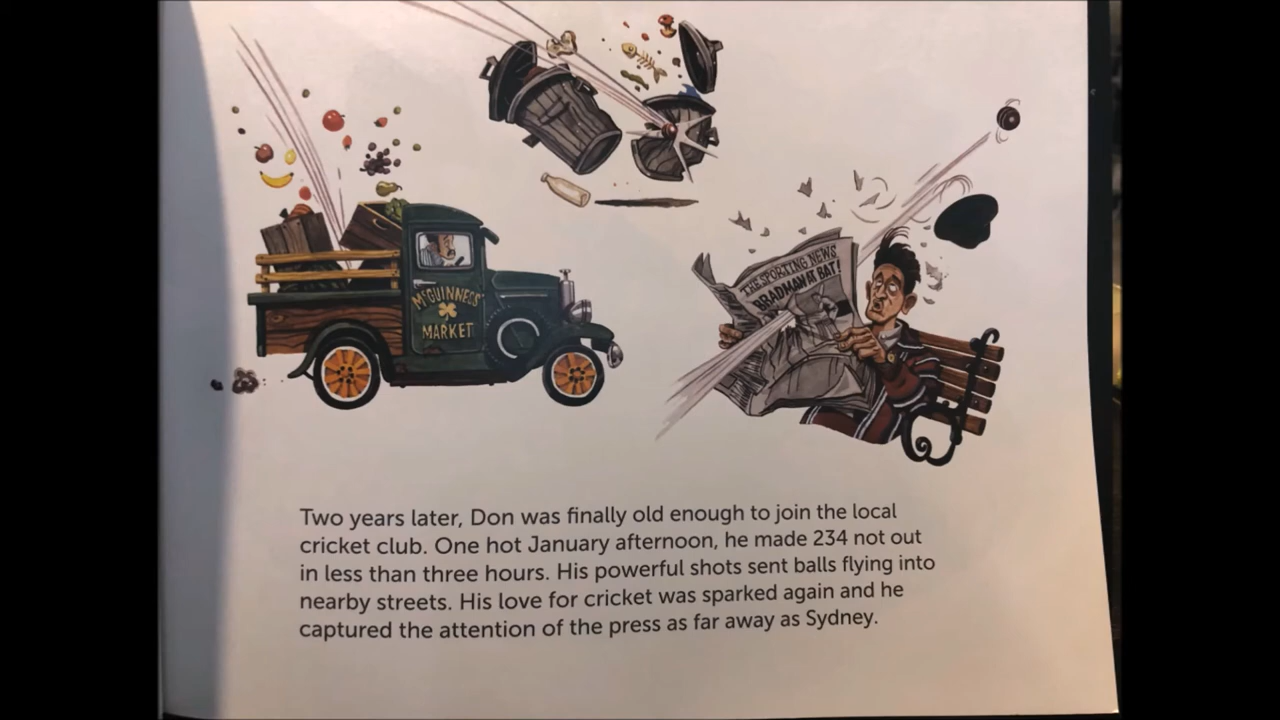 THE SPORTING NEWS
BRADMAN AT BAT!
McGUINNESS
MARKET
Two years later, Don was finally old enough to join the local
cricket club. One hot January afternoon, he made 234 not out
in less than three hours. His powerful shots sent balls flying into
nearby streets. His love for cricket was sparked again and he
captured the attention of the press as far away as Sydney.